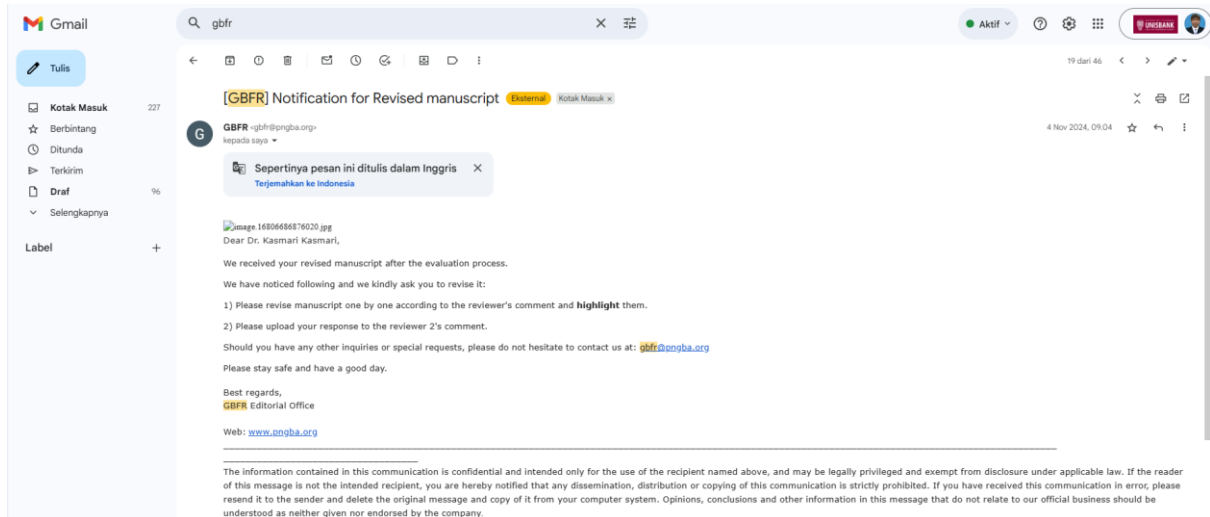 Gmail
gbfr
Aktif
UNISBANK
Tulis
19 dari 46
Kotak Masuk 227
Berbintang
Ditunda
Terkirim
Draf 96
Selengkapnya
Label
[GBFR] Notification for Revised manuscript Eksternal Kotak Masuk x
G
GBFR <gbfr@pngba.org>
4 Nov 2024, 09.04
kepada saya
Sepertinya pesan ini ditulis dalam Inggris
Terjemahkan ke Indonesia
image.16806686876020.jpg
Dear Dr. Kasmari Kasmari,
We received your revised manuscript after the evaluation process.
We have noticed following and we kindly ask you to revise it:
1) Please revise manuscript one by one according to the reviewer's comment and highlight them.
2) Please upload your response to the reviewer 2's comment.
Should you have any other inquiries or special requests, please do not hesitate to contact us at: gbfr@pngba.org
Please stay safe and have a good day.
Best regards,
GBFR Editorial Office
Web: www.pngba.org
The information contained in this communication is confidential and intended only for the use of the recipient named above, and may be legally privileged and exempt from disclosure under applicable law. If the reader
of this message is not the intended recipient, you are hereby notified that any dissemination, distribution or copying of this communication is strictly prohibited. If you have received this communication in error, please
resend it to the sender and delete the original message and copy of it from your computer system. Opinions, conclusions and other information in this message that do not relate to our official business should be
understood as neither given nor endorsed by the company.